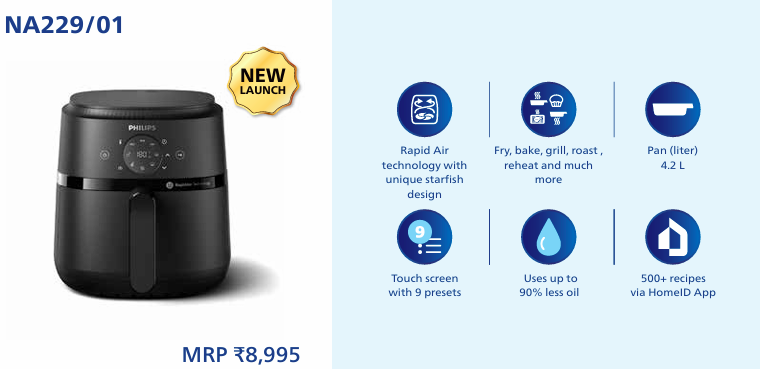 NA229/01
NEW
LAUNCH
PHILIPS
180
MRP ₹8,995
Rapid Air
technology with
unique starfish
design
Fry, bake, grill, roast ,
reheat and much
more
Pan (liter)
4.2 L
9
Touch screen
with 9 presets
Uses up to
90% less oil
500+ recipes
via HomeID App